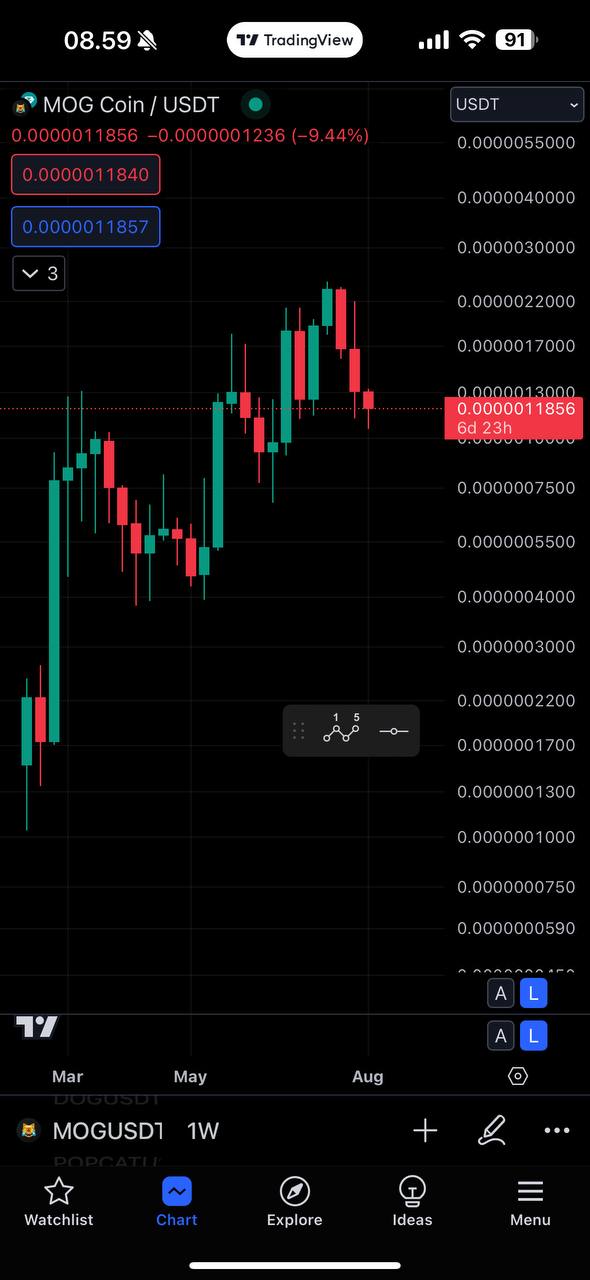 08.59
TradingView
91
MOG Coin / USDT
USDT
0.0000011856 −0.0000001236 (−9.44%)
0.0000011840
0.0000011857
3
0.0000055000
0.0000040000
0.0000030000
0.0000022000
0.0000017000
0.0000013000
0.0000011856
6d 23h
0.0000010000
0.0000007500
0.0000005500
0.0000004000
0.0000003000
0.0000002200
0.0000001700
0.0000001300
0.0000001000
0.0000000750
0.0000000590
1 5
A L
A L
Mar May Aug
DOGUSDT
MOGUSDT 1W
Watchlist Chart Explore Ideas Menu